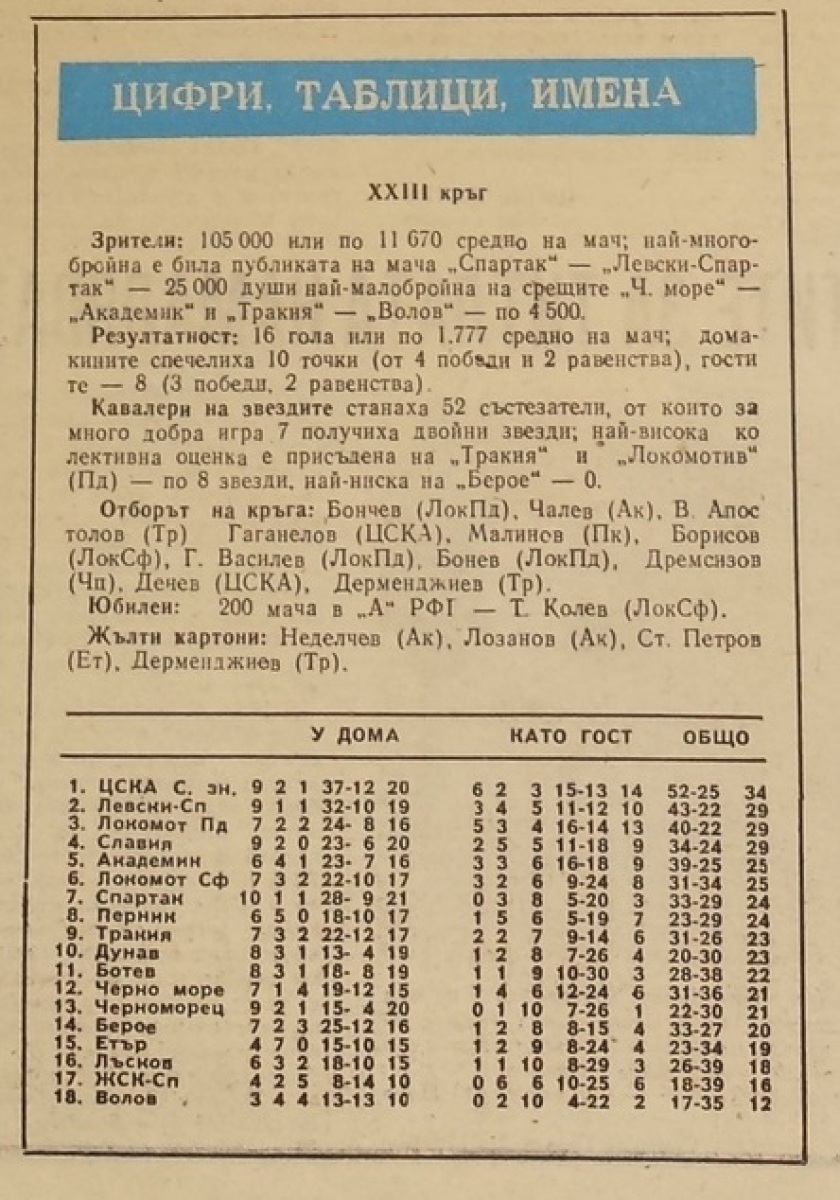 ЦИФРИ, ТАБЛИЦИ, ИМЕНА
XXIII кръг
Зрители: 105 000 или по 11 670 средно на мач; най-много-
бройна е била публиката на мача „Спартак“ — „Левски-Спар-
так“ — 25 000 души най-малобройна на срещите „Ч. море“ —
„Академик“ и „Тракия“ — „Волов“ — по 4 500.
Резултатност: 16 гола или по 1.777 средно на мач; дома-
кините спечелиха 10 точки (от 4 победи и 2 равенства), гости
те — 8 (3 победи, 2 равенства).
Кавалери на звездите станаха 52 състезатели, от които за
много добра игра 7 получиха двойни звезди; най-висока ко
лективна оценка е присъдена на „Тракия“ и „Локомотив“
(Пд) — по 8 звезди, най-ниска на „Берое“ — 0.
Отборът на кръга: Бончев (ЛокПд), Чалев (Ак), В. Апос
толов (Тр) Гаганелов (ЦСКА), Малинов (Пк), Борисов
(ЛокСф), Г. Василев (ЛокПд), Бонев (ЛокПд), Дремсизов
(Чп), Денев (ЦСКА), Дерменджиев (Тр).
Юбилеи: 200 мача в „А“ РФГ — Т. Колев (ЛокСф).
Жълти картони: Неделчев (Ак), Лозанов (Ак), Ст. Петров
(Ет), Дерменджиев (Тр).
У ДОМА КАТО ГОСТ ОБЩО
1. ЦСКА С. зн. 9 2 1 37-12 20 6 2 3 15-13 14 52-25 34
2. Левски-Сп 9 1 1 32-10 19 3 4 5 11-12 10 43-22 29
3. Локомот Пд 7 2 2 24- 8 16 5 3 4 16-14 13 40-22 29
4. Славия 9 2 0 23- 6 20 2 5 5 11-18 9 34-24 29
5. Академик 6 4 1 23- 7 16 3 3 6 16-18 9 39-25 25
6. Локомот Сф 7 3 2 22-10 17 3 2 6 9-24 8 31-34 25
7. Спартак 10 1 1 28- 9 21 0 3 8 5-20 3 33-29 24
8. Перник 6 5 0 18-10 17 1 5 6 5-19 7 23-29 24
9. Тракия 7 3 2 22-12 17 2 2 7 9-14 6 31-26 23
10. Дунав 8 3 1 13- 4 19 1 2 8 7-26 4 20-30 23
11. Ботев 8 3 1 18- 8 19 1 1 9 10-30 3 28-38 22
12. Черно море 7 1 4 19-12 15 1 4 6 12-24 6 31-36 21
13. Черноморец 9 2 1 15- 4 20 0 1 10 7-26 1 22-30 21
14. Берое 7 2 3 25-12 16 1 2 8 8-15 4 33-27 20
15. Етър 4 7 0 15-10 15 1 2 9 8-24 4 23-34 19
16. Лъсков 6 3 2 18-10 15 1 1 10 8-29 3 26-39 18
17. ЖСК-Сп 4 2 5 8-14 10 0 6 6 10-25 6 18-39 16
18. Волов 3 4 4 13-13 10 0 2 10 4-22 2 17-35 12